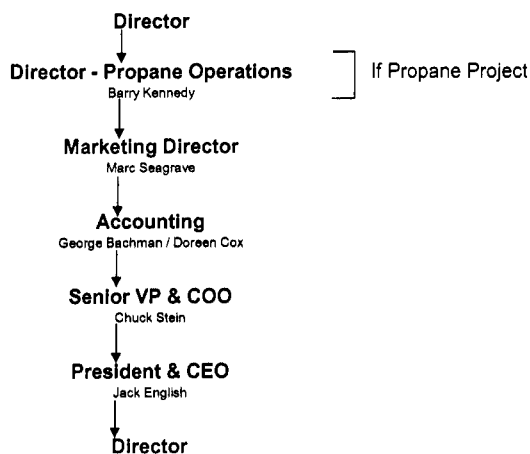 Director
Director - Propane Operations
If Propane Project
Barry Kennedy
Marketing Director
Marc Seagrave
Accounting
George Bachman / Doreen Cox
Senior VP & COO
Chuck Stein
President & CEO
Jack English
Director